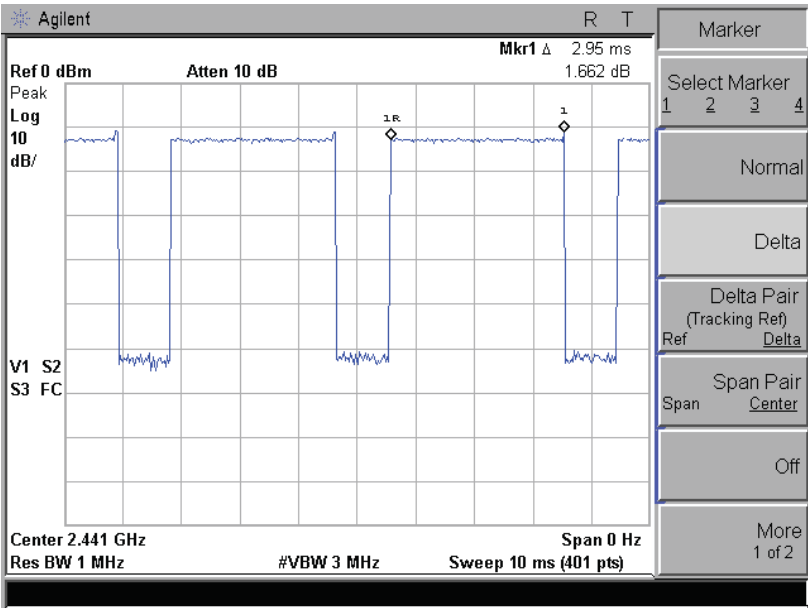 Agilent
R T
Mkr1 Δ 2.95 ms
Ref 0 dBm Atten 10 dB 1.662 dB
Peak
Log
10
dB/
1R
1
V1 S2
S3 FC
Center 2.441 GHz Span 0 Hz
Res BW 1 MHz #VBW 3 MHz Sweep 10 ms (401 pts)
Marker
Select Marker
1 2 3 4
Normal
Delta
Delta Pair
(Tracking Ref)
Ref Delta
Span Pair
Span Center
Off
More
1 of 2